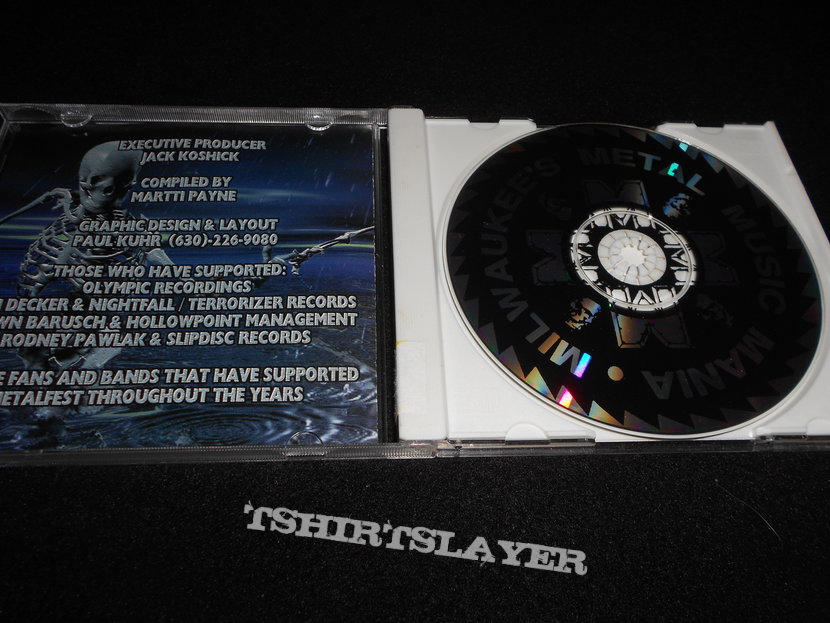 EXECUTIVE PRODUCER
JACK KOSHICK
COMPILED BY
MARTTI PAYNE
GRAPHIC DESIGN & LAYOUT
PAUL KUHR (630)-226-9080
THOSE WHO HAVE SUPPORTED:
OLYMPIC RECORDINGS
DECKER & NIGHTFALL / TERRORIZER RECORDS
BARUSCH & HOLLOWPOINT MANAGEMENT
RODNEY PAWLAK & SLIPDISC RECORDS
FANS AND BANDS THAT HAVE SUPPORTED
METALFEST THROUGHOUT THE YEARS
MILWAUKEE'S METAL MUSIC MANIA •
TSHIRTSLAYER